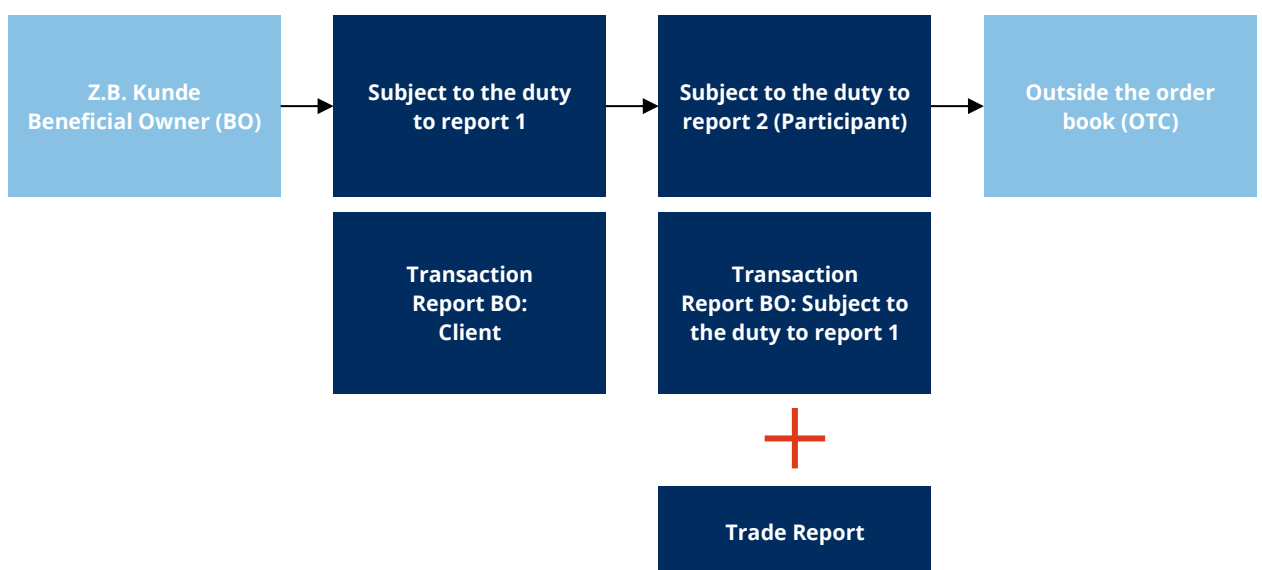 Z.B. Kunde
Beneficial Owner (BO)
Subject to the duty
to report 1
Subject to the duty to
report 2 (Participant)
Outside the order
book (OTC)
Transaction
Report BO:
Client
Transaction
Report BO: Subject to
the duty to report 1
Trade Report